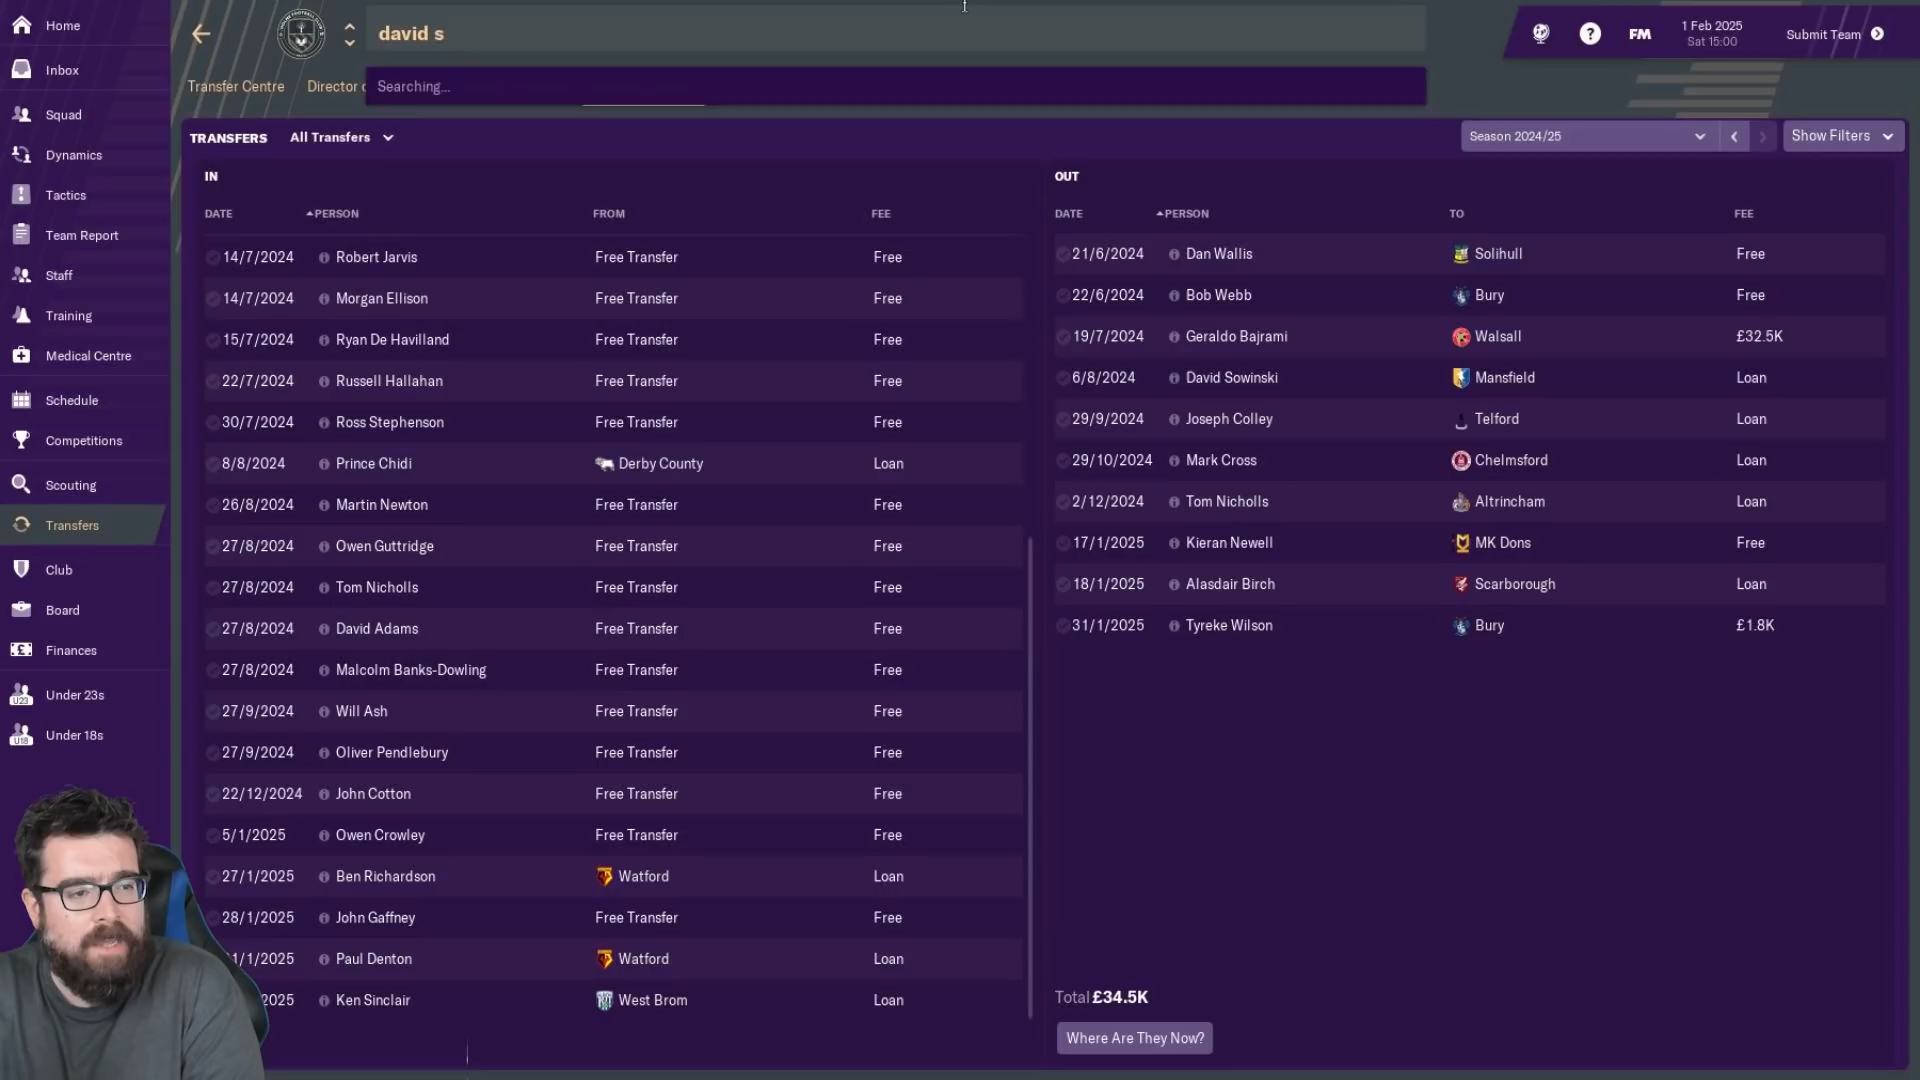 Home
Inbox
Squad
Dynamics
Tactics
Team Report
Staff
Training
Medical Centre
Schedule
Competitions
Scouting
Transfers
Club
Board
Finances
U23 Under 23s
U18 Under 18s
david s
FM
1 Feb 2025
Sat 15:00
Submit Team
Transfer Centre Director
Searching...
TRANSFERS All Transfers
Season 2024/25
Show Filters
IN
DATE PERSON FROM FEE
14/7/2024 Robert Jarvis Free Transfer Free
14/7/2024 Morgan Ellison Free Transfer Free
15/7/2024 Ryan De Havilland Free Transfer Free
22/7/2024 Russell Hallahan Free Transfer Free
30/7/2024 Ross Stephenson Free Transfer Free
8/8/2024 Prince Chidi Derby County Loan
26/8/2024 Martin Newton Free Transfer Free
27/8/2024 Owen Guttridge Free Transfer Free
27/8/2024 Tom Nicholls Free Transfer Free
27/8/2024 David Adams Free Transfer Free
27/8/2024 Malcolm Banks-Dowling Free Transfer Free
27/9/2024 Will Ash Free Transfer Free
27/9/2024 Oliver Pendlebury Free Transfer Free
22/12/2024 John Cotton Free Transfer Free
5/1/2025 Owen Crowley Free Transfer Free
27/1/2025 Ben Richardson Watford Loan
28/1/2025 John Gaffney Free Transfer Free
1/1/2025 Paul Denton Watford Loan
2025 Ken Sinclair West Brom Loan
OUT
DATE PERSON TO FEE
21/6/2024 Dan Wallis Solihull Free
22/6/2024 Bob Webb Bury Free
19/7/2024 Geraldo Bajrami Walsall £32.5K
6/8/2024 David Sowinski Mansfield Loan
29/9/2024 Joseph Colley Telford Loan
29/10/2024 Mark Cross Chelmsford Loan
2/12/2024 Tom Nicholls Altrincham Loan
17/1/2025 Kieran Newell MK Dons Free
18/1/2025 Alasdair Birch Scarborough Loan
31/1/2025 Tyreke Wilson Bury £1.8K
Total £34.5K
Where Are They Now?